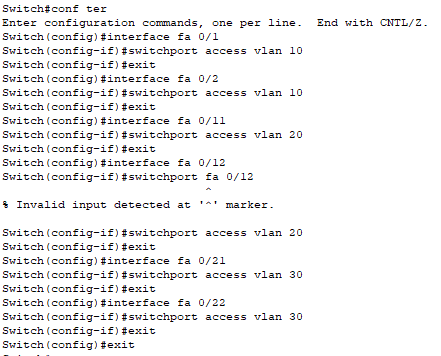 Switch#conf ter
Enter configuration commands, one per line.  End with CNTL/Z.
Switch(config)#interface fa 0/1
Switch(config-if)#switchport access vlan 10
Switch(config-if)#exit
Switch(config)#interface fa 0/2
Switch(config-if)#switchport access vlan 10
Switch(config-if)#exit
Switch(config)#interface fa 0/11
Switch(config-if)#switchport access vlan 20
Switch(config-if)#exit
Switch(config)#interface fa 0/12
Switch(config-if)#switchport fa 0/12
^
% Invalid input detected at '^' marker.
Switch(config-if)#switchport access vlan 20
Switch(config-if)#exit
Switch(config)#interface fa 0/21
Switch(config-if)#switchport access vlan 30
Switch(config-if)#exit
Switch(config)#interface fa 0/22
Switch(config-if)#switchport access vlan 30
Switch(config-if)#exit
Switch(config)#exit